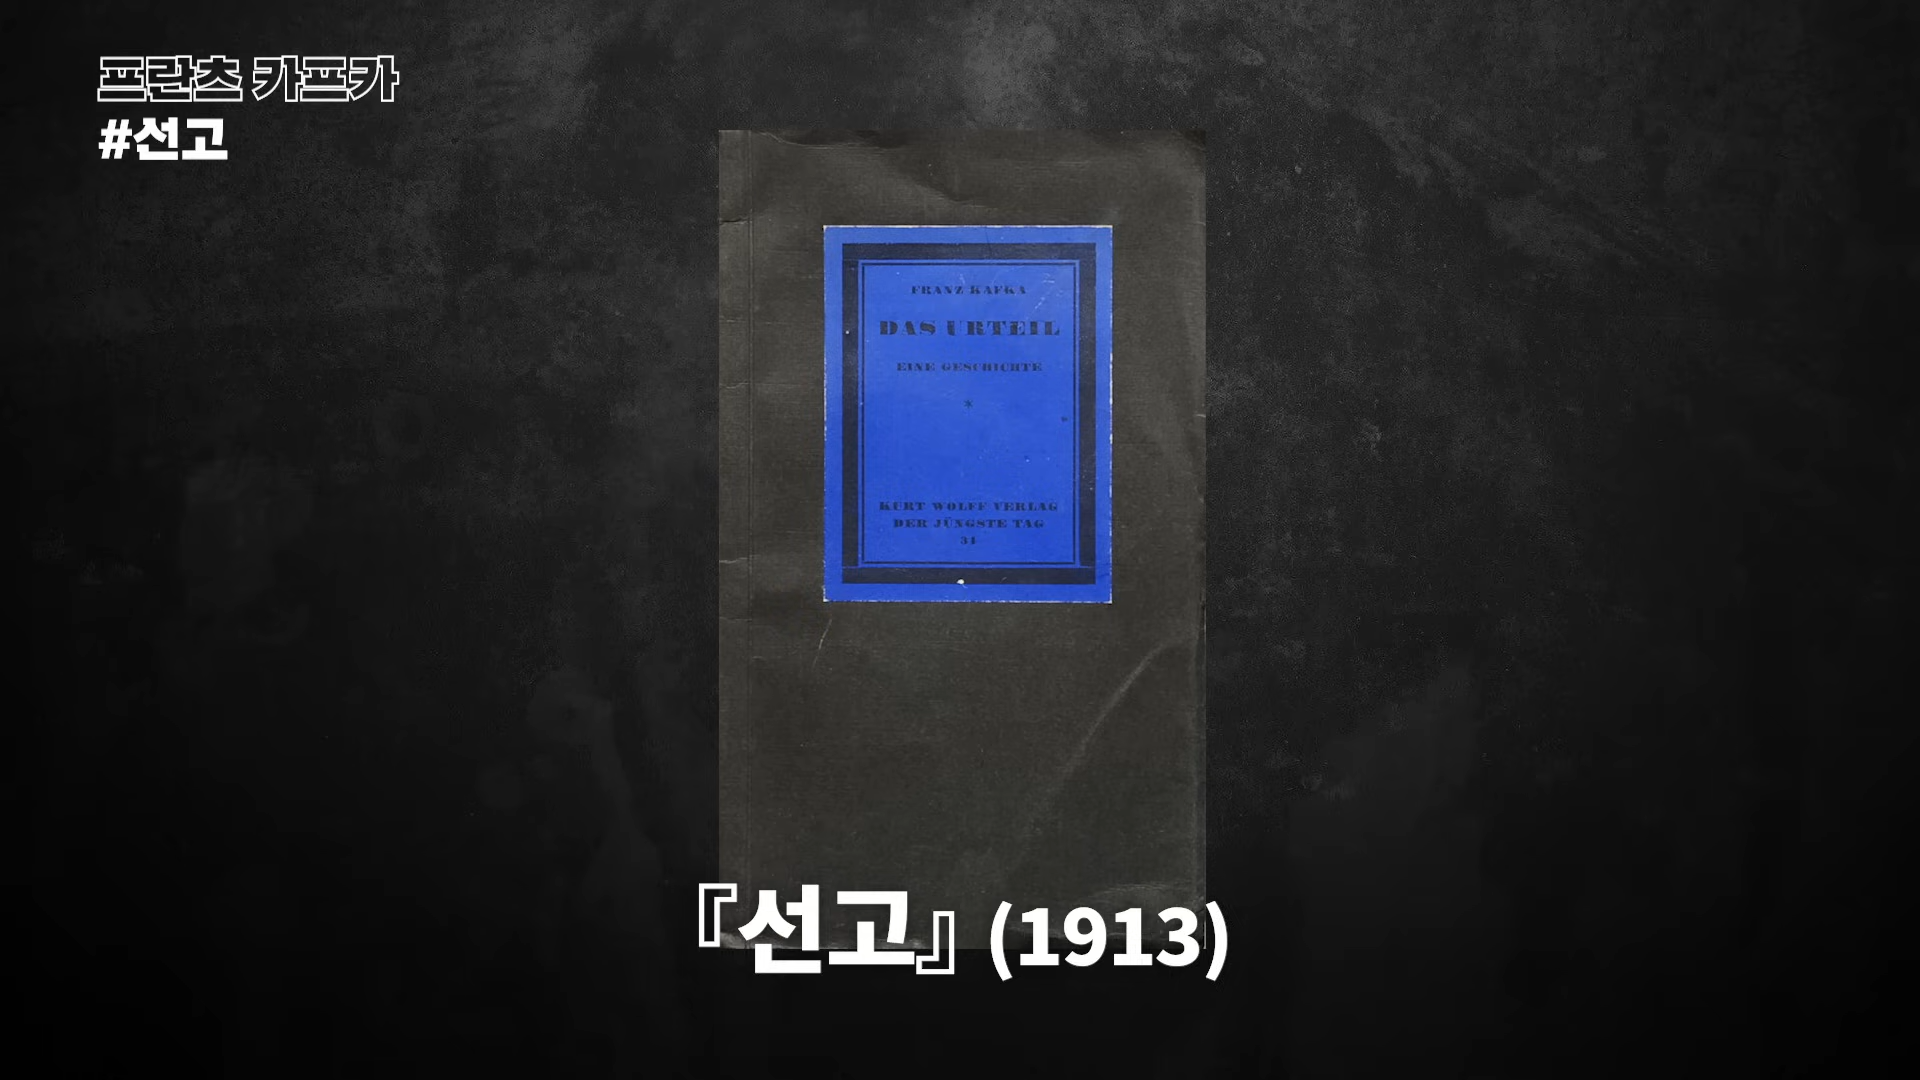 프란츠 카프카
#선고
FRANZ KAFKA
DAS URTEIL
EINE GESCHICHTE
*
KURT WOLFF VERLAG
DER JÜNGSTE TAG
34
『선고』 (1913)